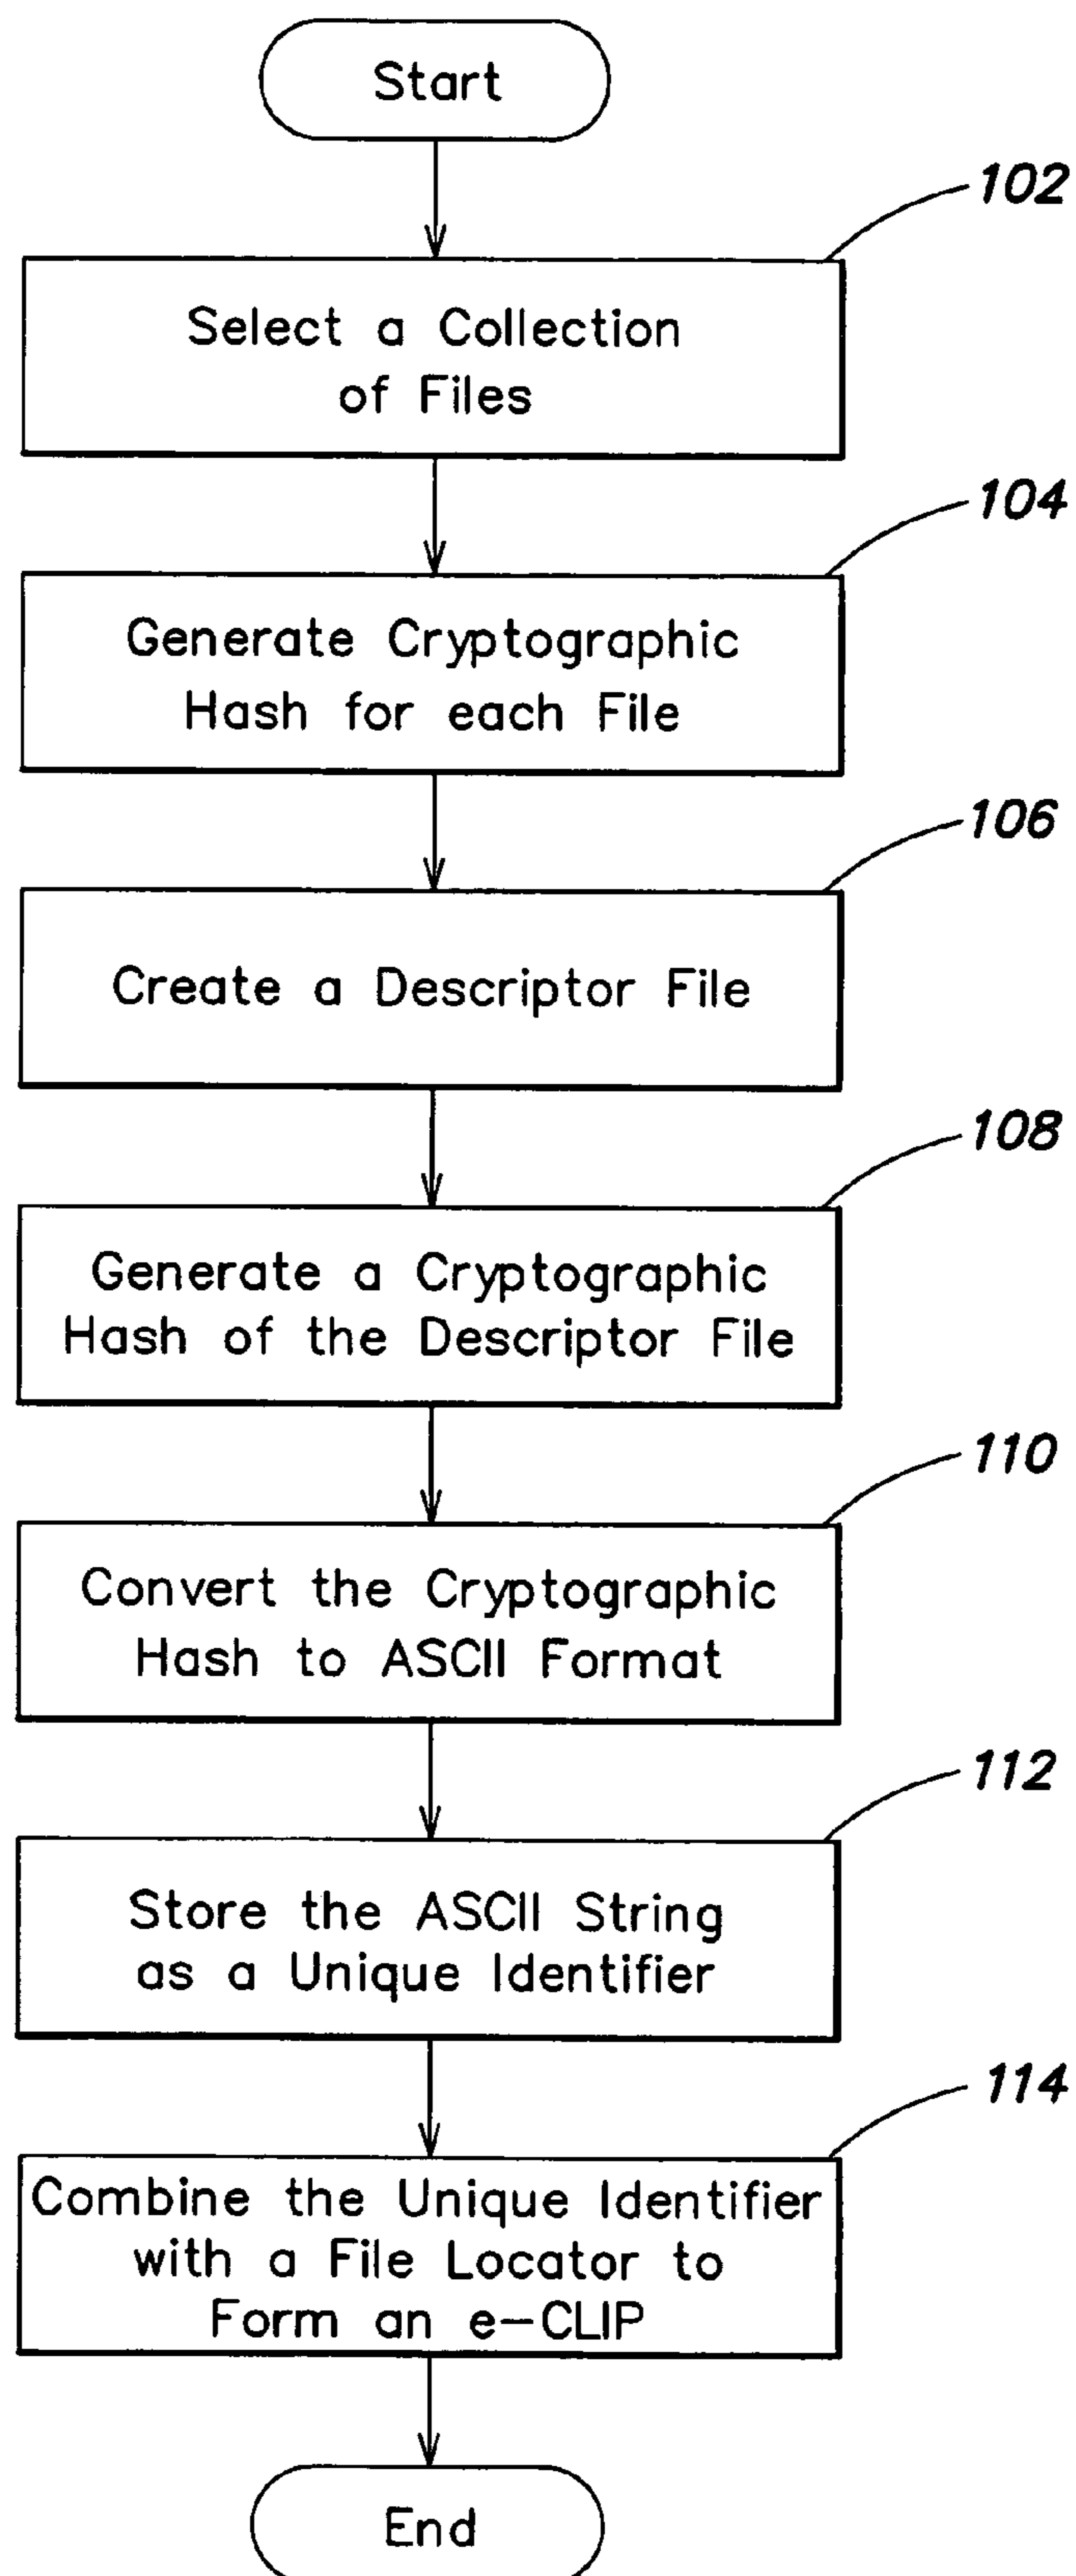 Start
102
Select a Collection
of Files
104
Generate Cryptographic
Hash for each File
106
Create a Descriptor File
108
Generate a Cryptographic
Hash of the Descriptor File
110
Convert the Cryptographic
Hash to ASCII Format
112
Store the ASCII String
as a Unique Identifier
114
Combine the Unique Identifier
with a File Locator to
Form an e-CLIP
End